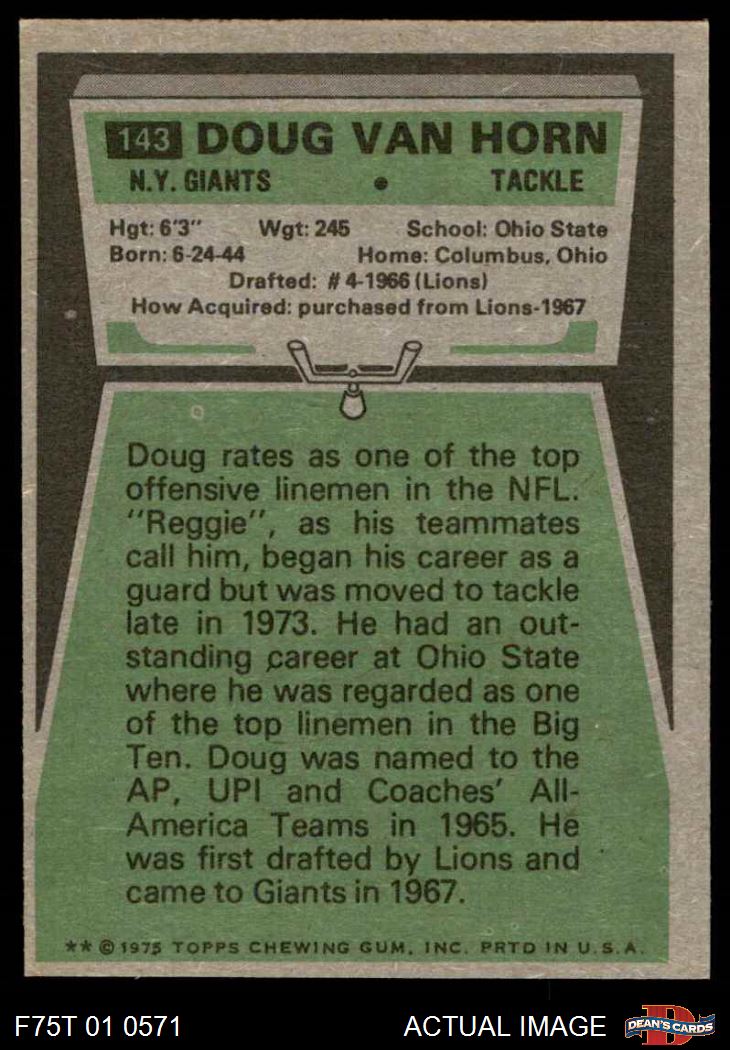 143 DOUG VAN HORN
N.Y. GIANTS • TACKLE
Hgt: 6'3" Wgt: 245 School: Ohio State
Born: 6-24-44 Home: Columbus, Ohio
Drafted: #4-1966 (Lions)
How Acquired: purchased from Lions-1967
Doug rates as one of the top
offensive linemen in the NFL.
"Reggie", as his teammates
call him, began his career as a
guard but was moved to tackle
late in 1973. He had an out-
standing career at Ohio State
where he was regarded as one
of the top linemen in the Big
Ten. Doug was named to the
AP, UPI and Coaches' All-
America Teams in 1965. He
was first drafted by Lions and
came to Giants in 1967.
** © 1975 TOPPS CHEWING GUM, INC. PRTD IN U.S.A.
F75T 01 0571 ACTUAL IMAGE D DEAN'S CARDS